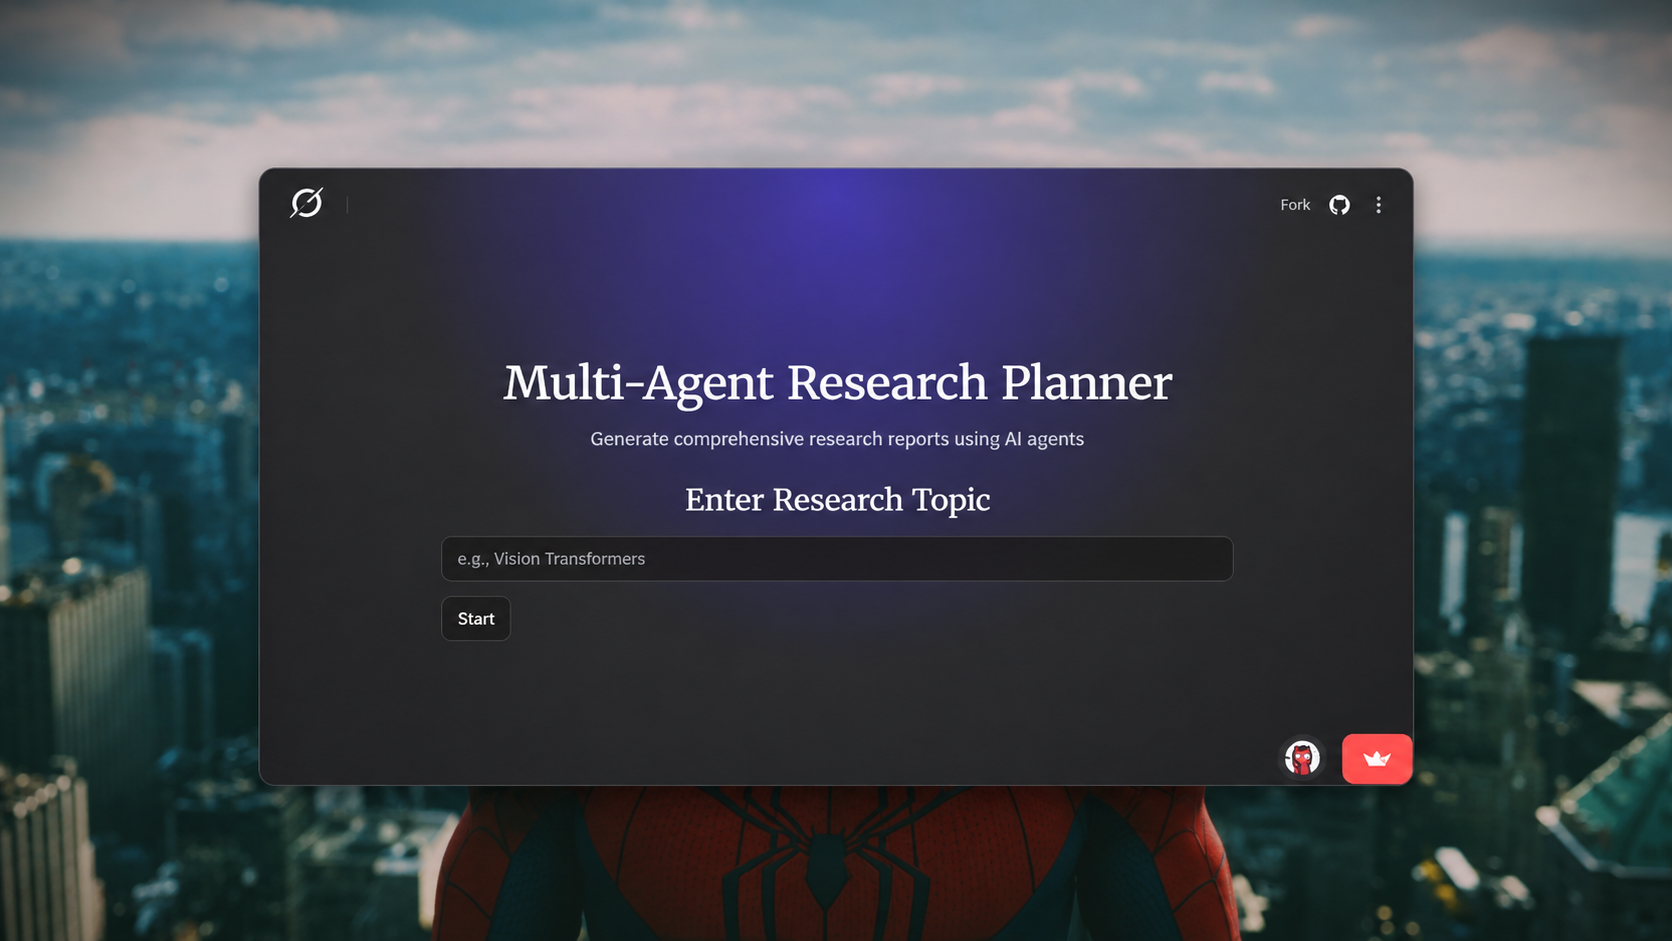 Fork
Multi-Agent Research Planner
Generate comprehensive research reports using AI agents
Enter Research Topic
e.g., Vision Transformers
Start